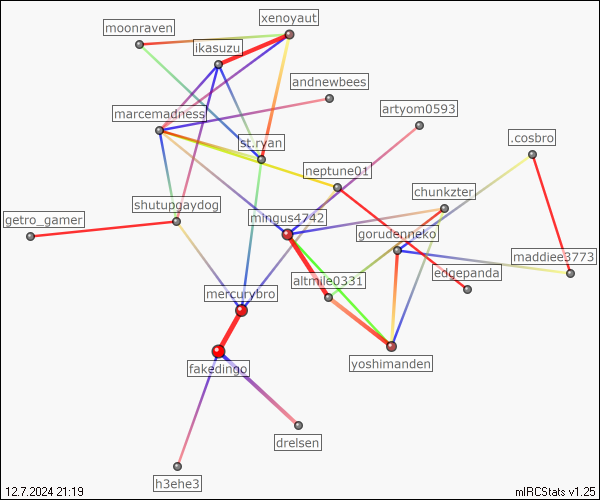 xenoyaut
moonraven
ikasuzu
andnewbees
artyom0593
marcemadness
.cosbro
st.ryan
neptune01
chunkzter
shutupgaydog
getro_gamer
mingus4742
gorudenneko
maddiee3773
edgepanda
altmile0331
mercurybro
yoshimanden
fakedingo
drelsen
h3ehe3
12.7.2024 21:19
mIRCStats v1.25